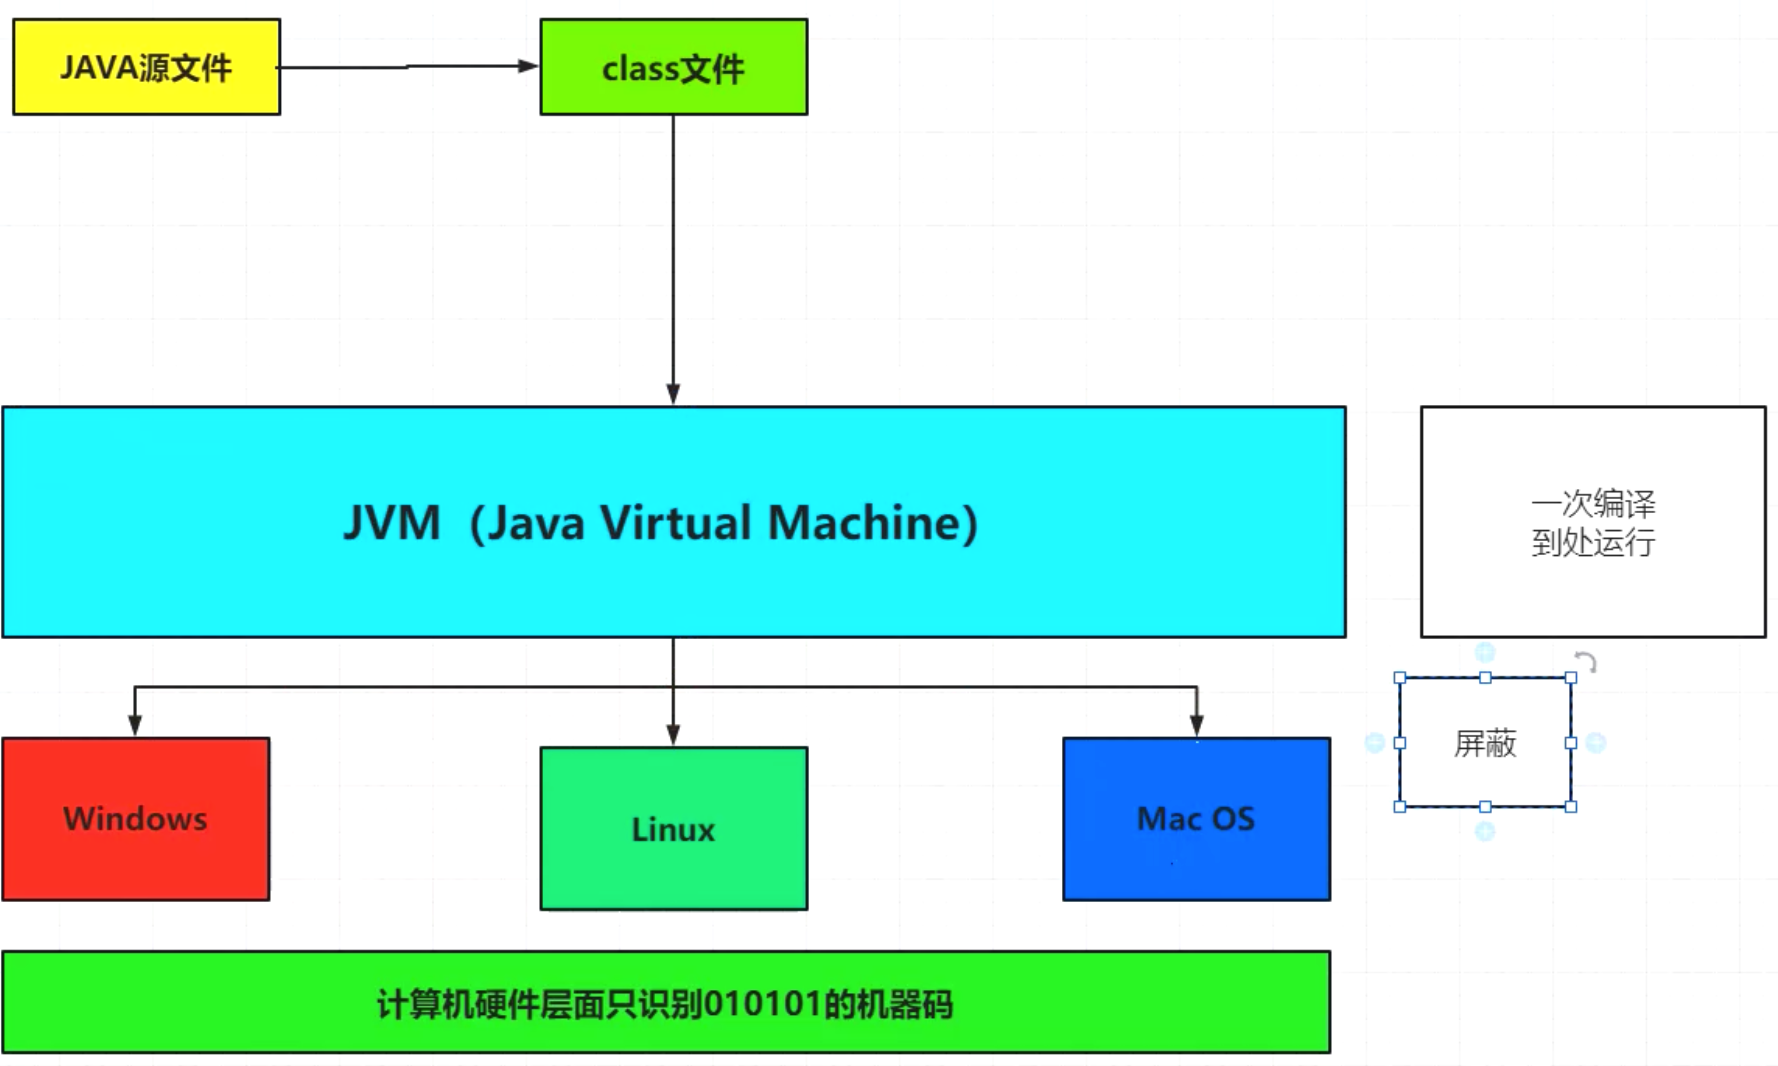 JAVA源文件
class文件
JVM（Java Virtual Machine）
一次编译
到处运行
屏蔽
Windows
Linux
Mac OS
计算机硬件层面只识别010101的机器码